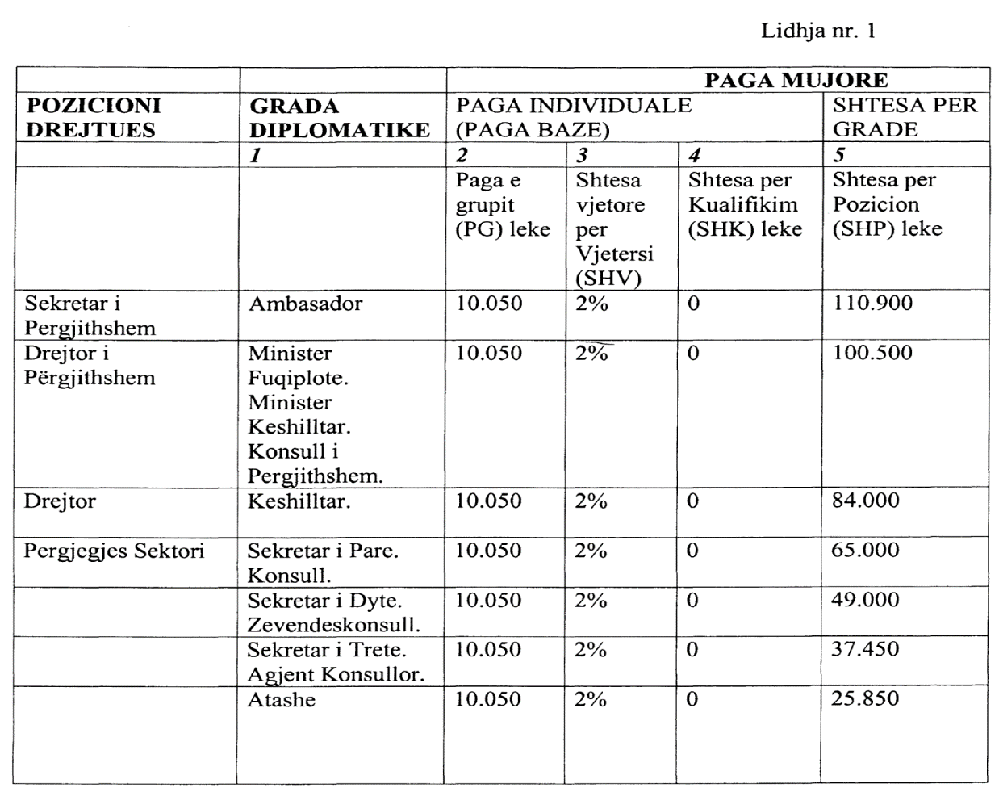 Lidhja nr. 1
PAGA MUJORE
POZICIONI
DREJTUES
GRADA
DIPLOMATIKE
PAGA INDIVIDUALE
(PAGA BAZE)
SHTESA PER
GRADE
1 2 3 4 5
Paga e
grupit
(PG) leke
Shtesa
vjetore
per
Vjetersi
(SHV)
Shtesa per
Kualifikim
(SHK) leke
Shtesa per
Pozicion
(SHP) leke
Sekretar i
Pergjithshem
Ambasador
10.050 2% 0 110.900
Drejtor i
Përgjithshem
Minister
Fuqiplote.
Minister
Keshilltar.
Konsull i
Pergjithshem.
10.050 2% 0 100.500
Drejtor
Keshilltar.
10.050 2% 0 84.000
Pergjegjes Sektori
Sekretar i Pare.
Konsull.
10.050 2% 0 65.000
Sekretar i Dyte.
Zevendeskonsull.
10.050 2% 0 49.000
Sekretar i Trete.
Agjent Konsullor.
10.050 2% 0 37.450
Atashe
10.050 2% 0 25.850